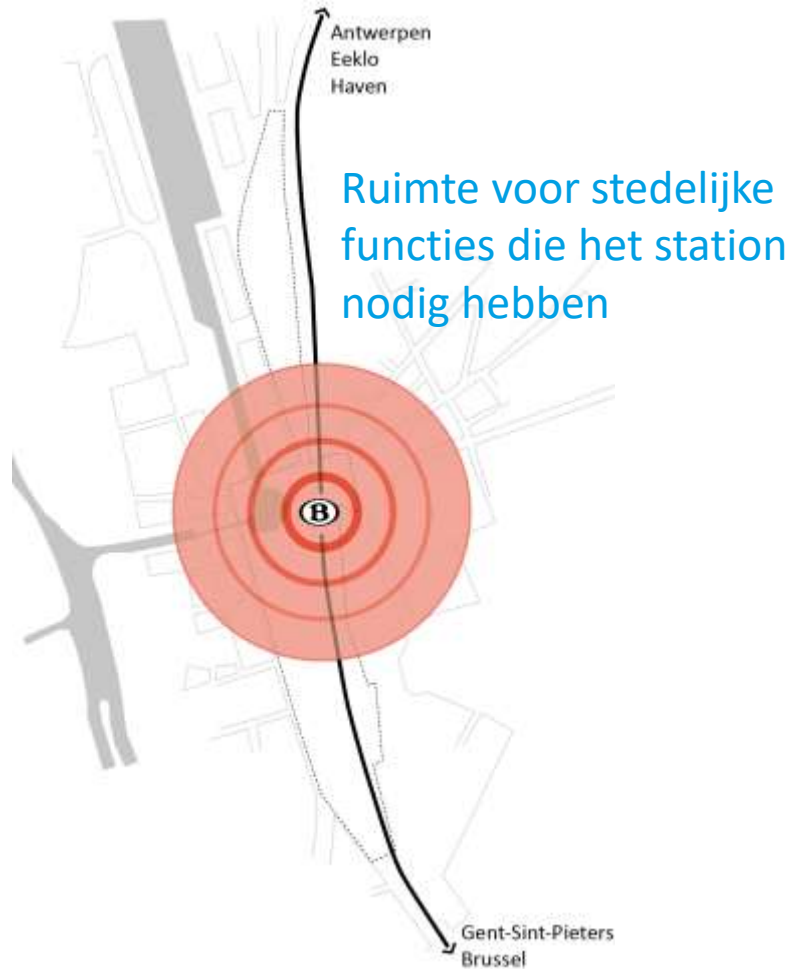 Antwerpen
Eeklo
Haven
Ruimte voor stedelijke
functies die het station
nodig hebben
B
Gent-Sint-Pieters
Brussel